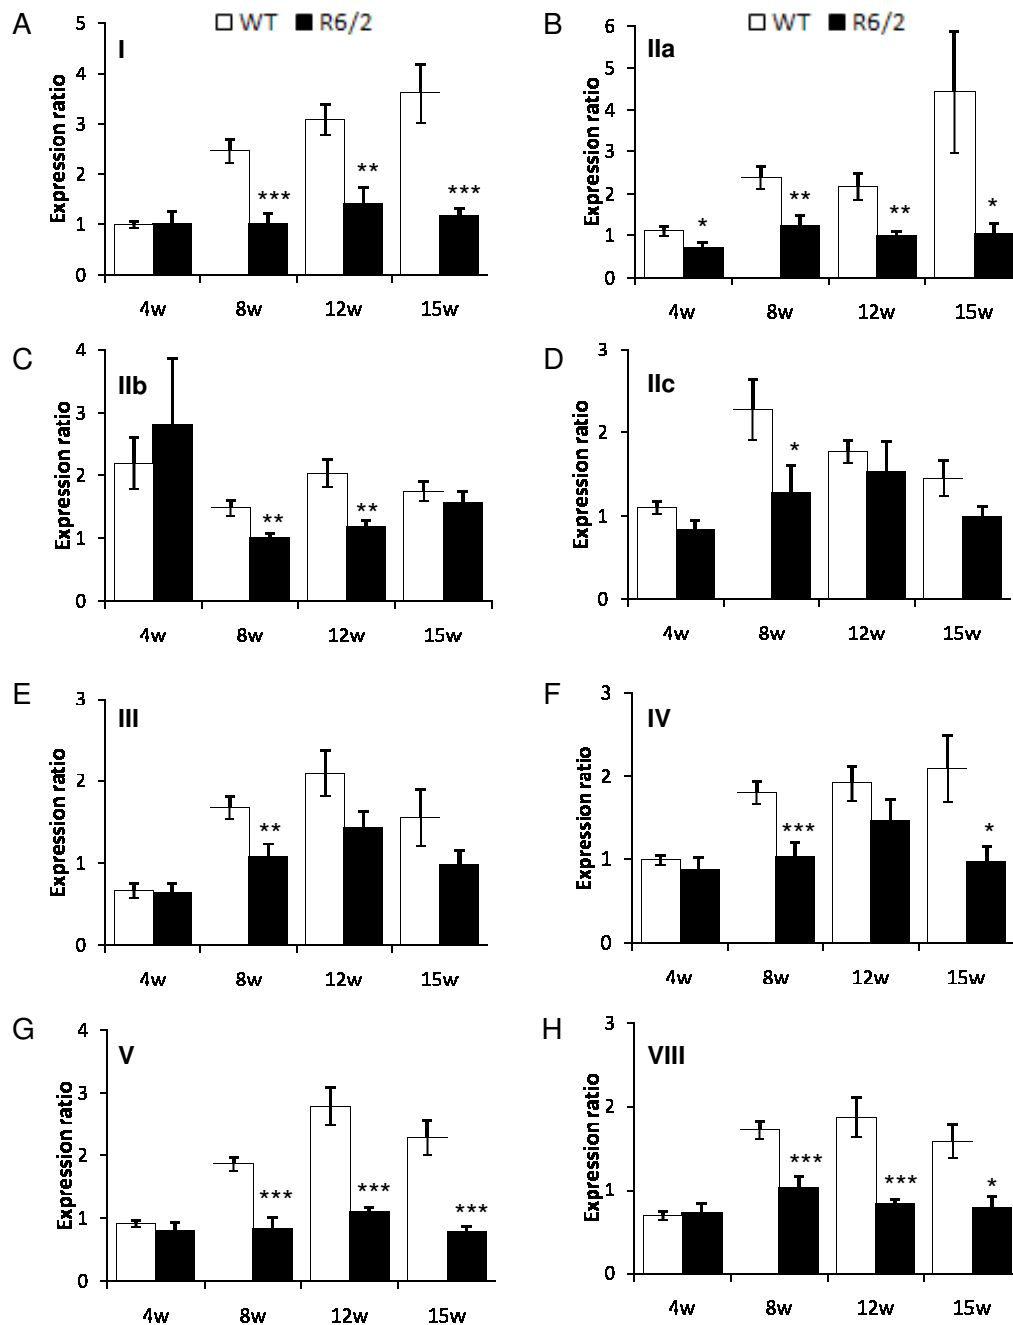 A
WT R6/2
I
Expression ratio
5
4
3
2
1
0
***
**
***
4w 8w 12w 15w
B
WT R6/2
IIa
Expression ratio
6
5
4
3
2
1
0
*
**
**
*
4w 8w 12w 15w
C
IIb
Expression ratio
4
3
2
1
0
**
**
4w 8w 12w 15w
D
IIc
Expression ratio
3
2
1
0
*
4w 8w 12w 15w
E
III
Expression ratio
3
2
1
0
**
4w 8w 12w 15w
F
IV
Expression ratio
3
2
1
0
***
*
4w 8w 12w 15w
G
V
Expression ratio
4
3
2
1
0
***
***
***
4w 8w 12w 15w
H
VIII
Expression ratio
3
2
1
0
***
***
*
4w 8w 12w 15w